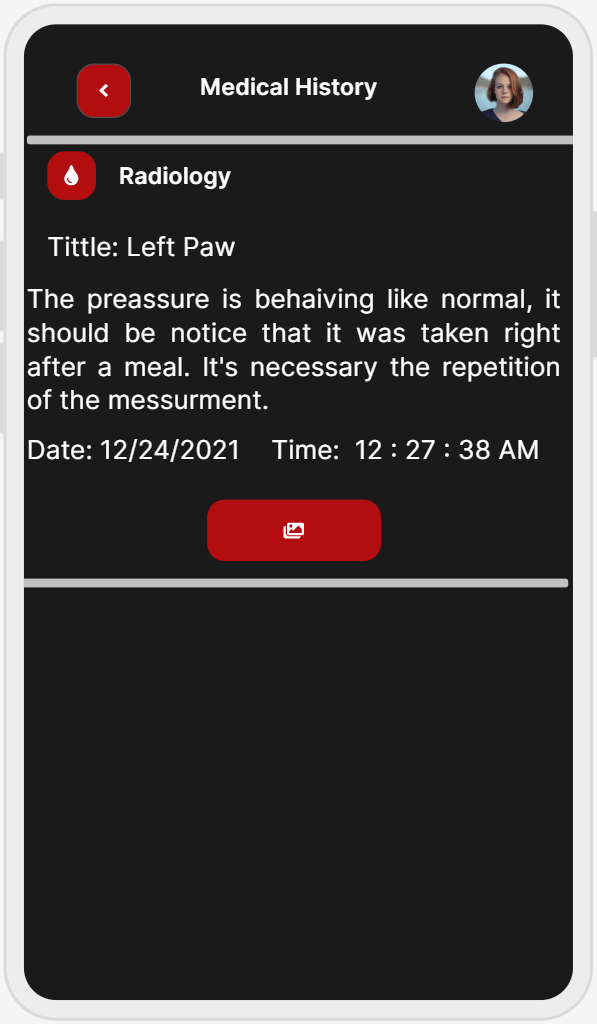 Medical History
Radiology
Tittle: Left Paw
The preassure is behaiving like normal, it
should be notice that it was taken right
after a meal. It's necessary the repetition
of the messurment.
Date: 12/24/2021 Time: 12 : 27 : 38 AM